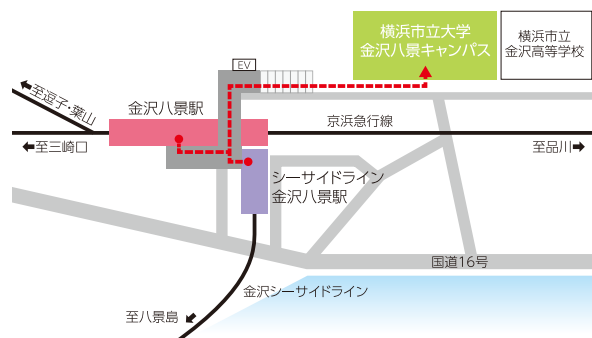 横浜市立大学
金沢八景キャンパス
横浜市立
金沢高等学校
EV
至逗子・葉山
金沢八景駅
京浜急行線
至三崎口
至品川
シーサイドライン
金沢八景駅
国道16号
金沢シーサイドライン
至八景島